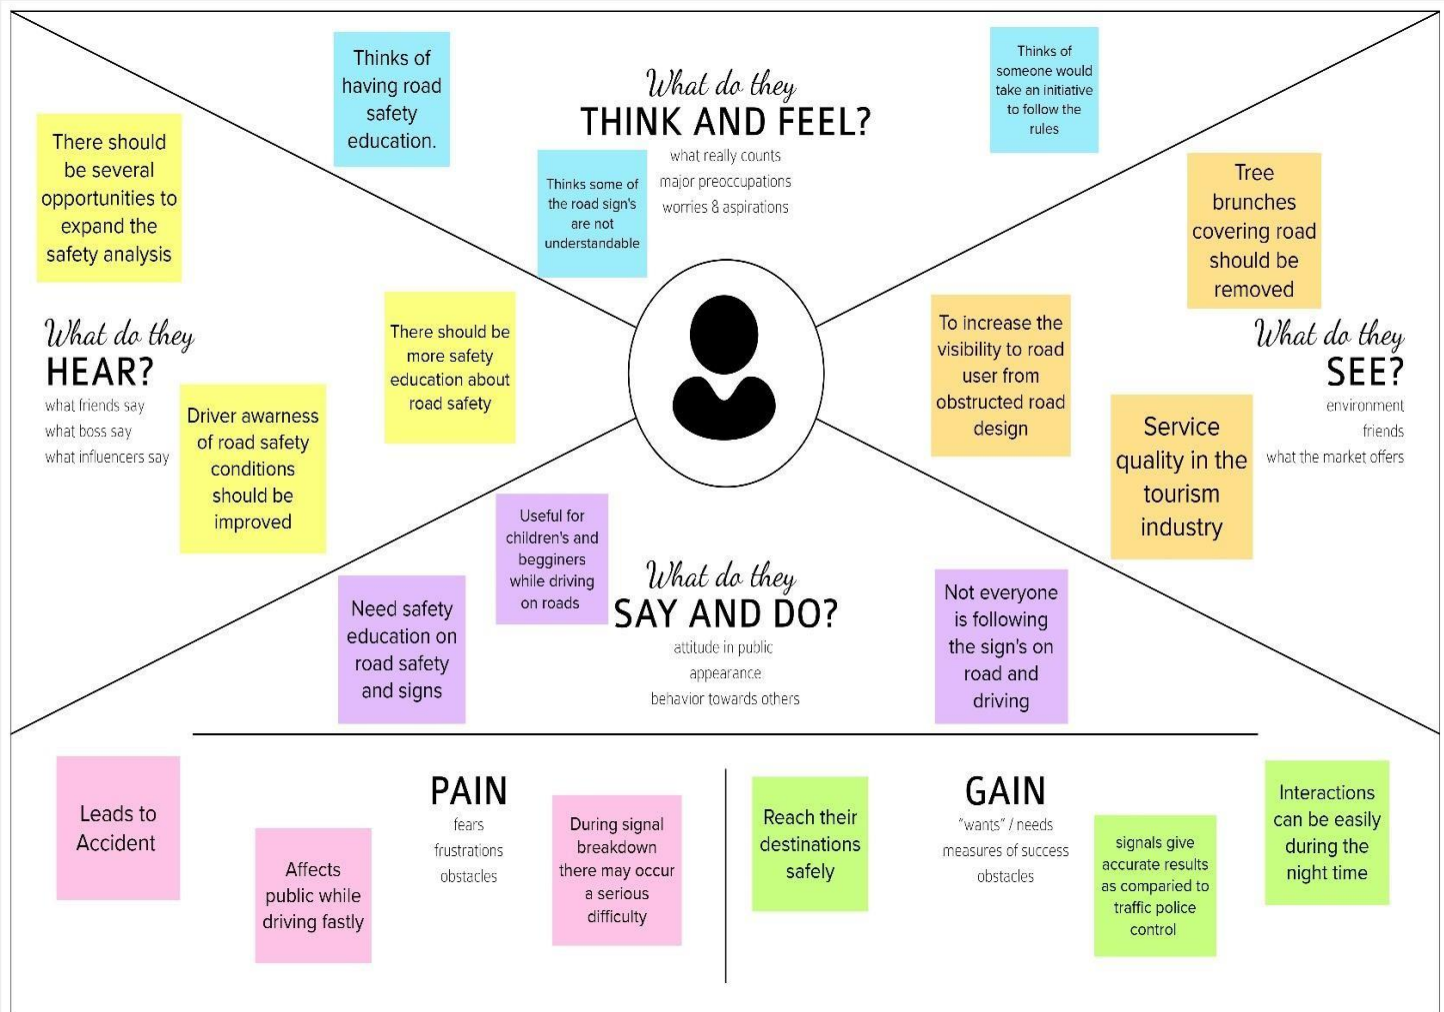 Thinks of
having road
safety
education.
What do they
THINK AND FEEL?
what really counts
major preoccupations
worries & aspirations
Thinks some of
the road sign's
are not
understandable
Thinks of
someone would
take an initiative
to follow the
rules
There should
be several
opportunities to
expand the
safety analysis
What do they
HEAR?
what friends say
what boss say
what influencers say
There should be
more safety
education about
road safety
Driver awarness
of road safety
conditions
should be
improved
Tree
brunches
covering road
should be
removed
To increase the
visibility to road
user from
obstructed road
design
What do they
SEE?
environment
friends
what the market offers
Service
quality in the
tourism
industry
Useful for
children's and
begginers
while driving
on roads
Need safety
education on
road safety
and signs
What do they
SAY AND DO?
attitude in public
appearance
behavior towards others
Not everyone
is following
the sign's on
road and
driving
Leads to
Accident
Affects
public while
driving fastly
PAIN
fears
frustrations
obstacles
During signal
breakdown
there may occur
a serious
difficulty
Reach their
destinations
safely
GAIN
"wants" / needs
measures of success
obstacles
signals give
accurate results
as comparied to
traffic police
control
Interactions
can be easily
during the
night time